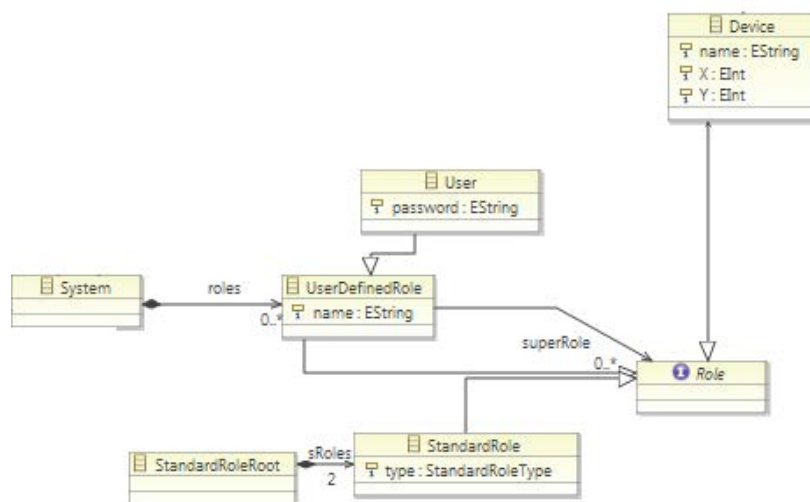 Device
name : EString
X : EInt
Y : EInt
User
password : EString
System
roles
0..*
UserDefinedRole
name : EString
superRole
0..*
Role
StandardRoleRoot
sRoles
2
StandardRole
type : StandardRoleType